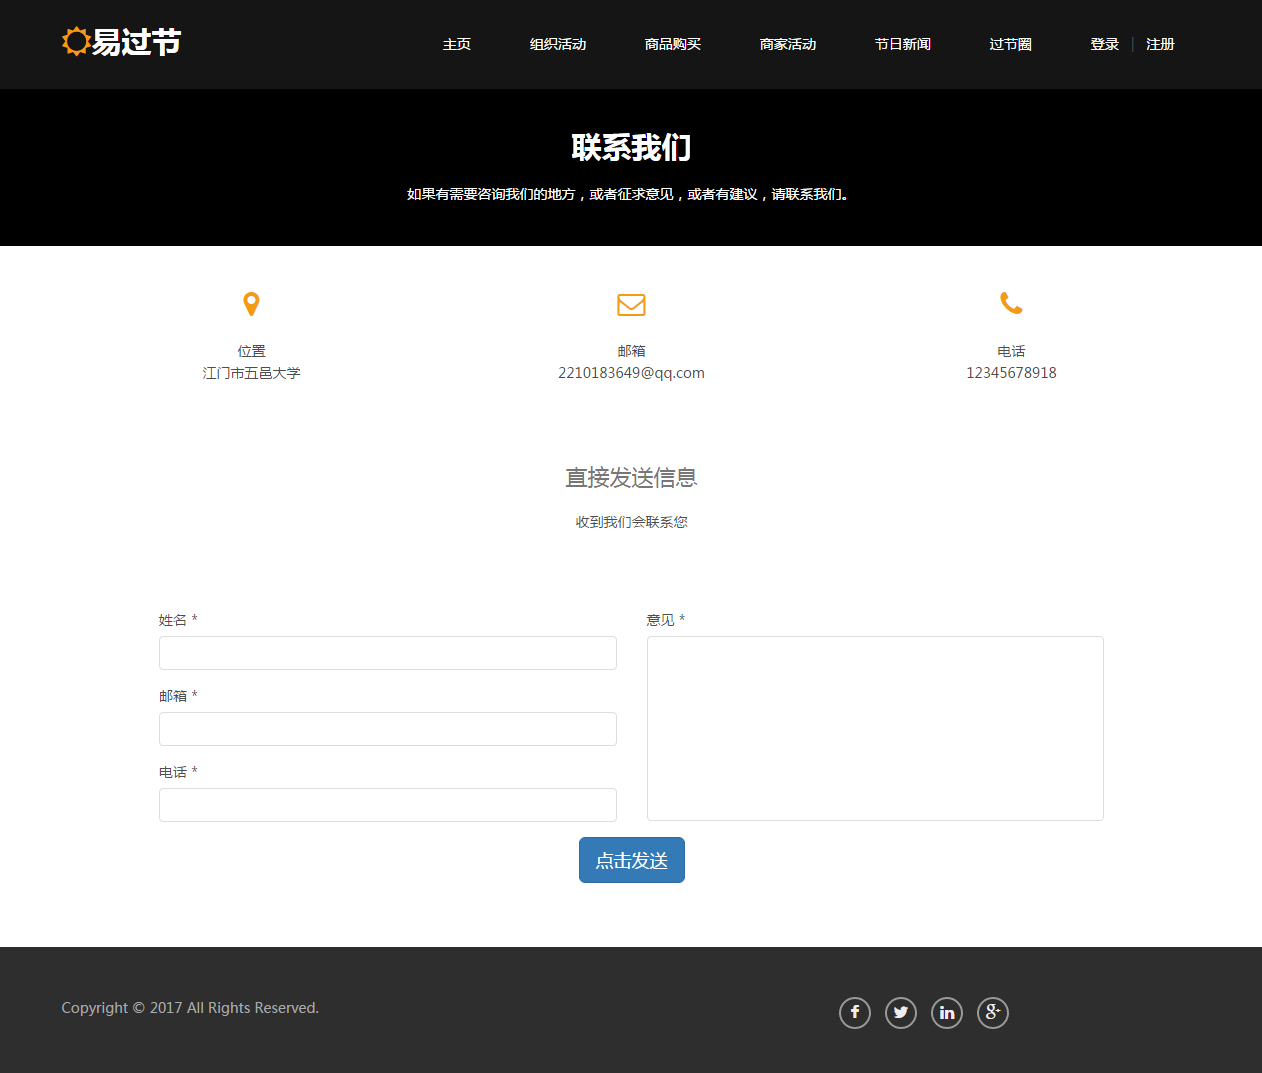 易过节
主页 组织活动 商品购买 商家活动 节日新闻 过节圈 登录 | 注册
联系我们
如果有需要咨询我们的地方，或者征求意见，或者有建议，请联系我们。
位置 邮箱 电话
江门市五邑大学 2210183649@qq.com 12345678918
直接发送信息
收到我们会联系您
姓名 *
意见 *
邮箱 *
电话 *
点击发送
Copyright © 2017 All Rights Reserved.